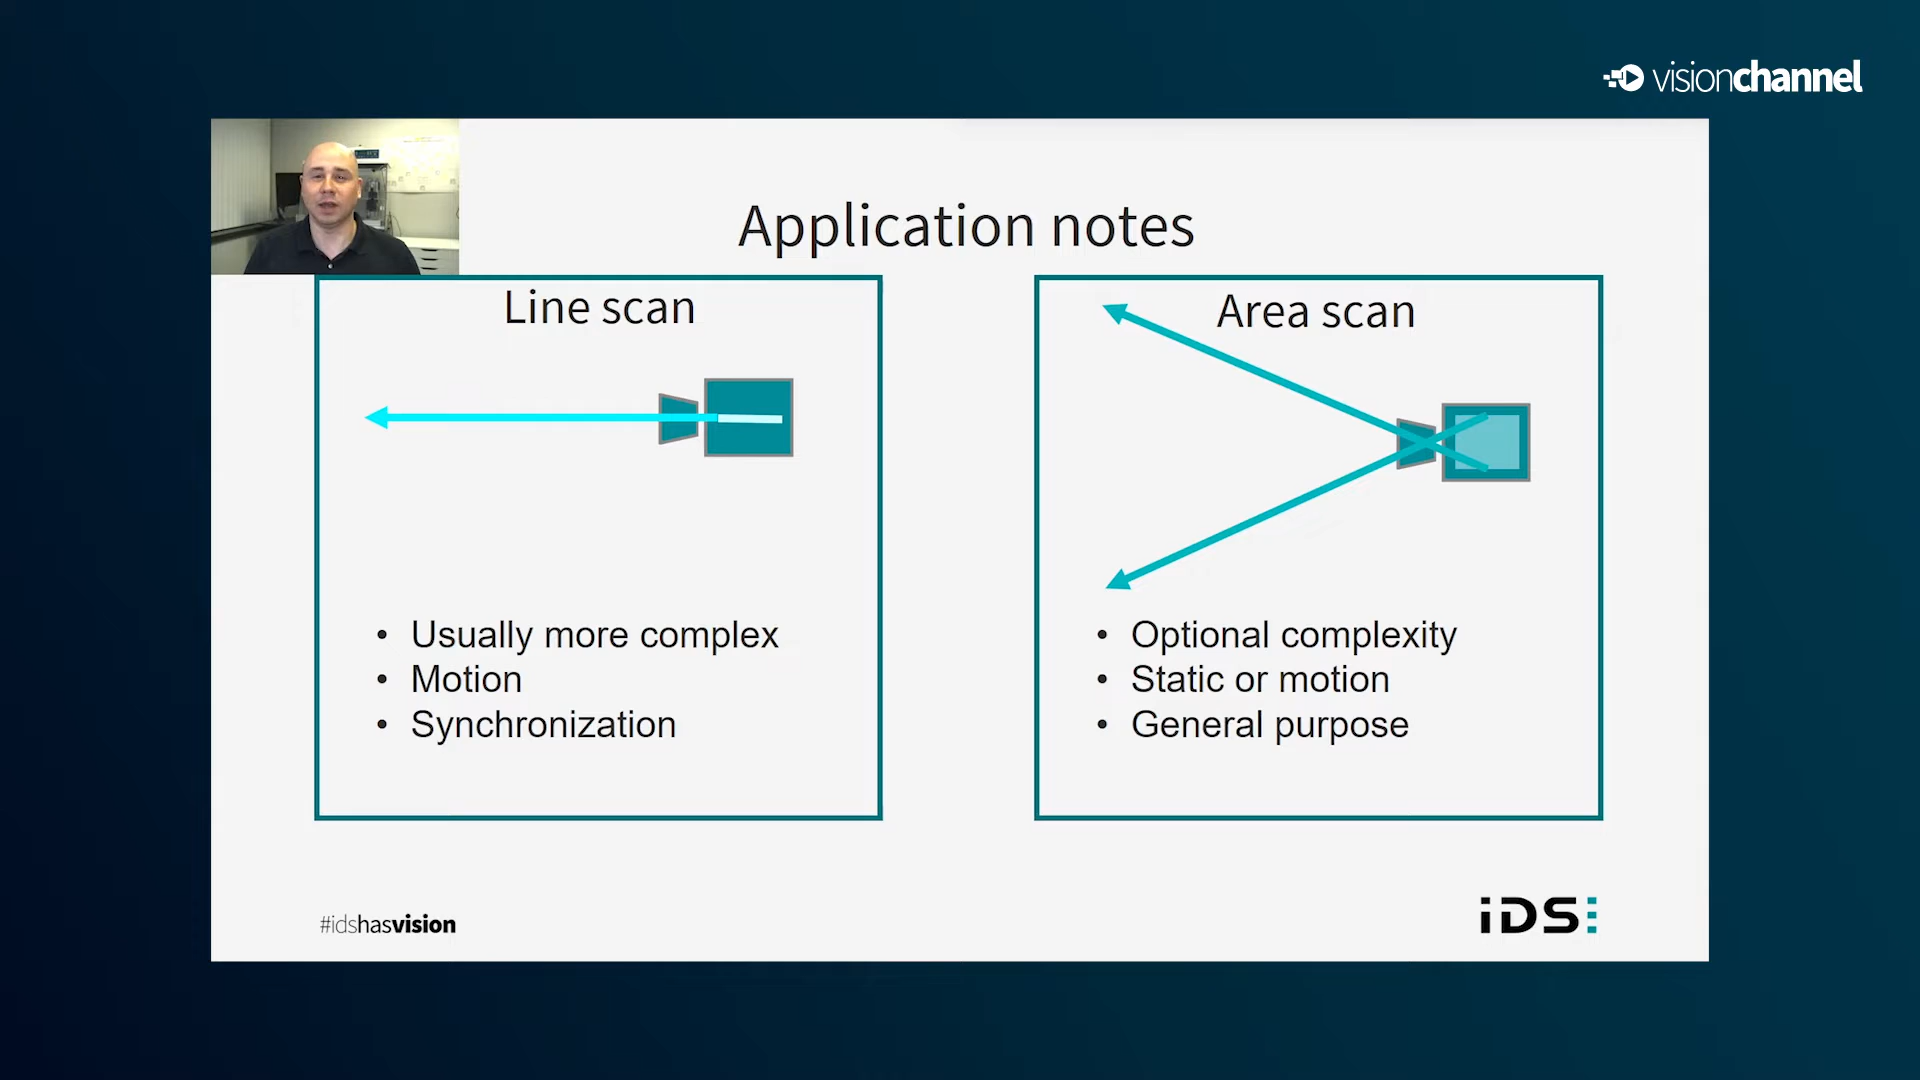 visionchannel
Application notes
Line scan
• Usually more complex
• Motion
• Synchronization
Area scan
• Optional complexity
• Static or motion
• General purpose
#idshasvision
iDS